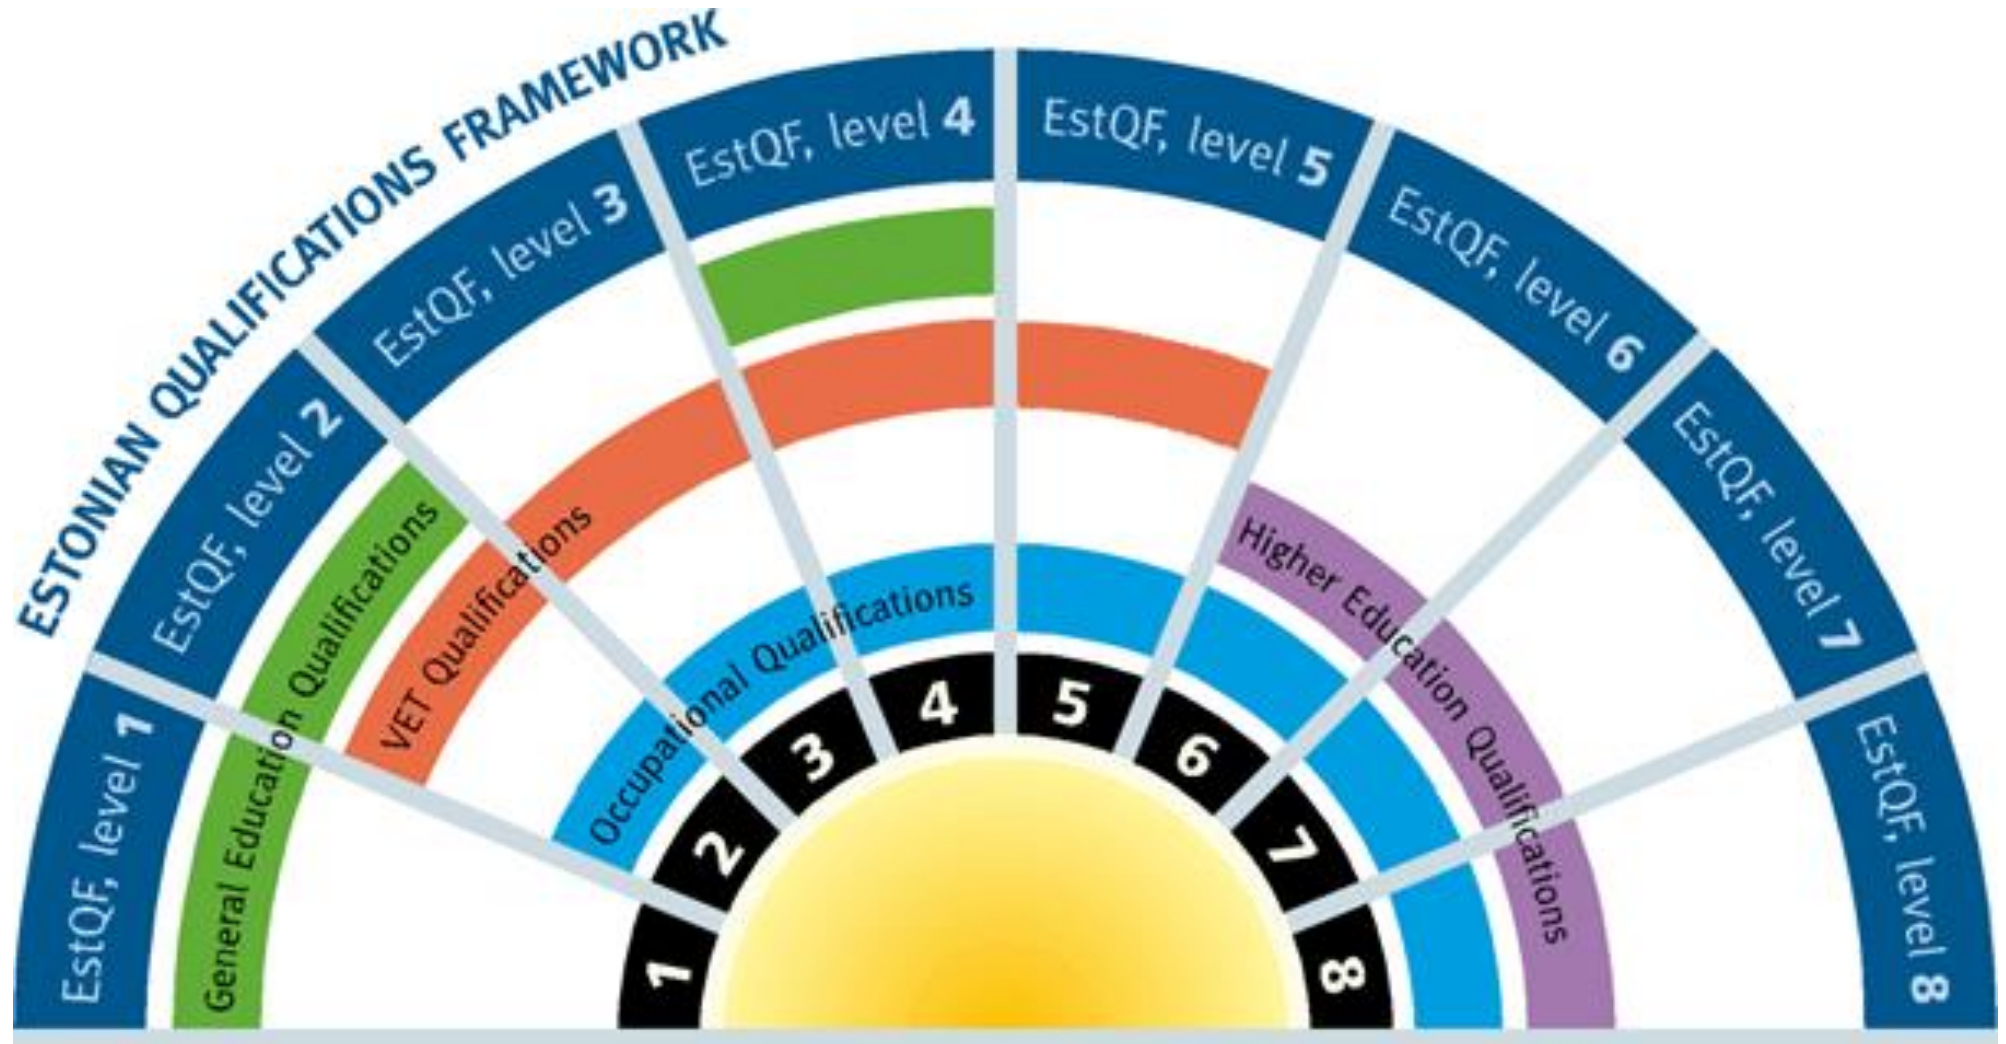 ESTONIAN QUALIFICATIONS FRAMEWORK
EstQF, level 1
EstQF, level 2
EstQF, level 3
EstQF, level 4
EstQF, level 5
EstQF, level 6
EstQF, level 7
EstQF, level 8
General Education Qualifications
VET Qualifications
Occupational Qualifications
Higher Education Qualifications
1
2
3
4
5
6
7
8